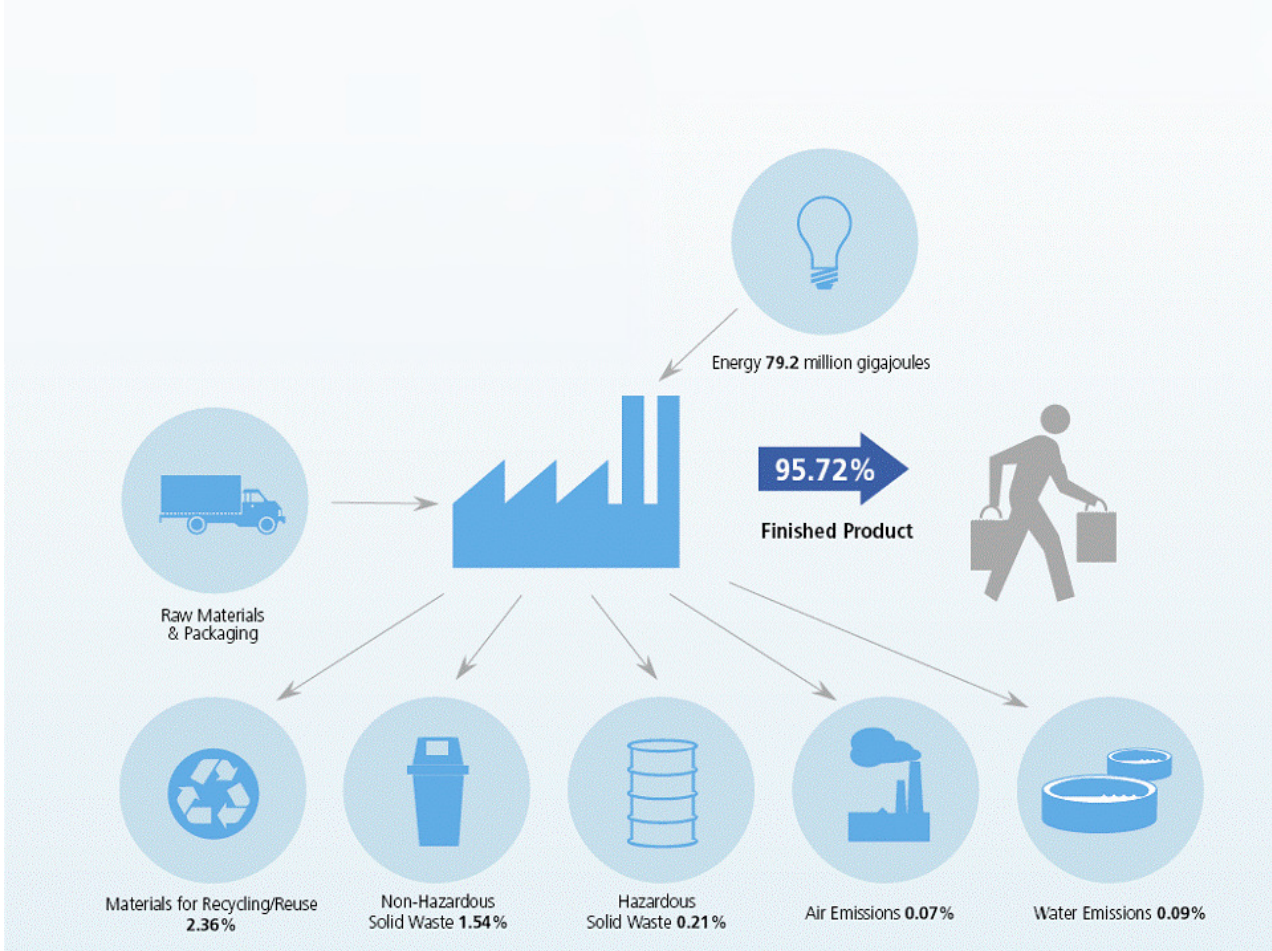 Energy 79.2 million gigajoules
95.72%
Finished Product
Raw Materials
& Packaging
Materials for Recycling/Reuse
2.36%
Non-Hazardous
Solid Waste 1.54%
Hazardous
Solid Waste 0.21%
Air Emissions 0.07%
Water Emissions 0.09%